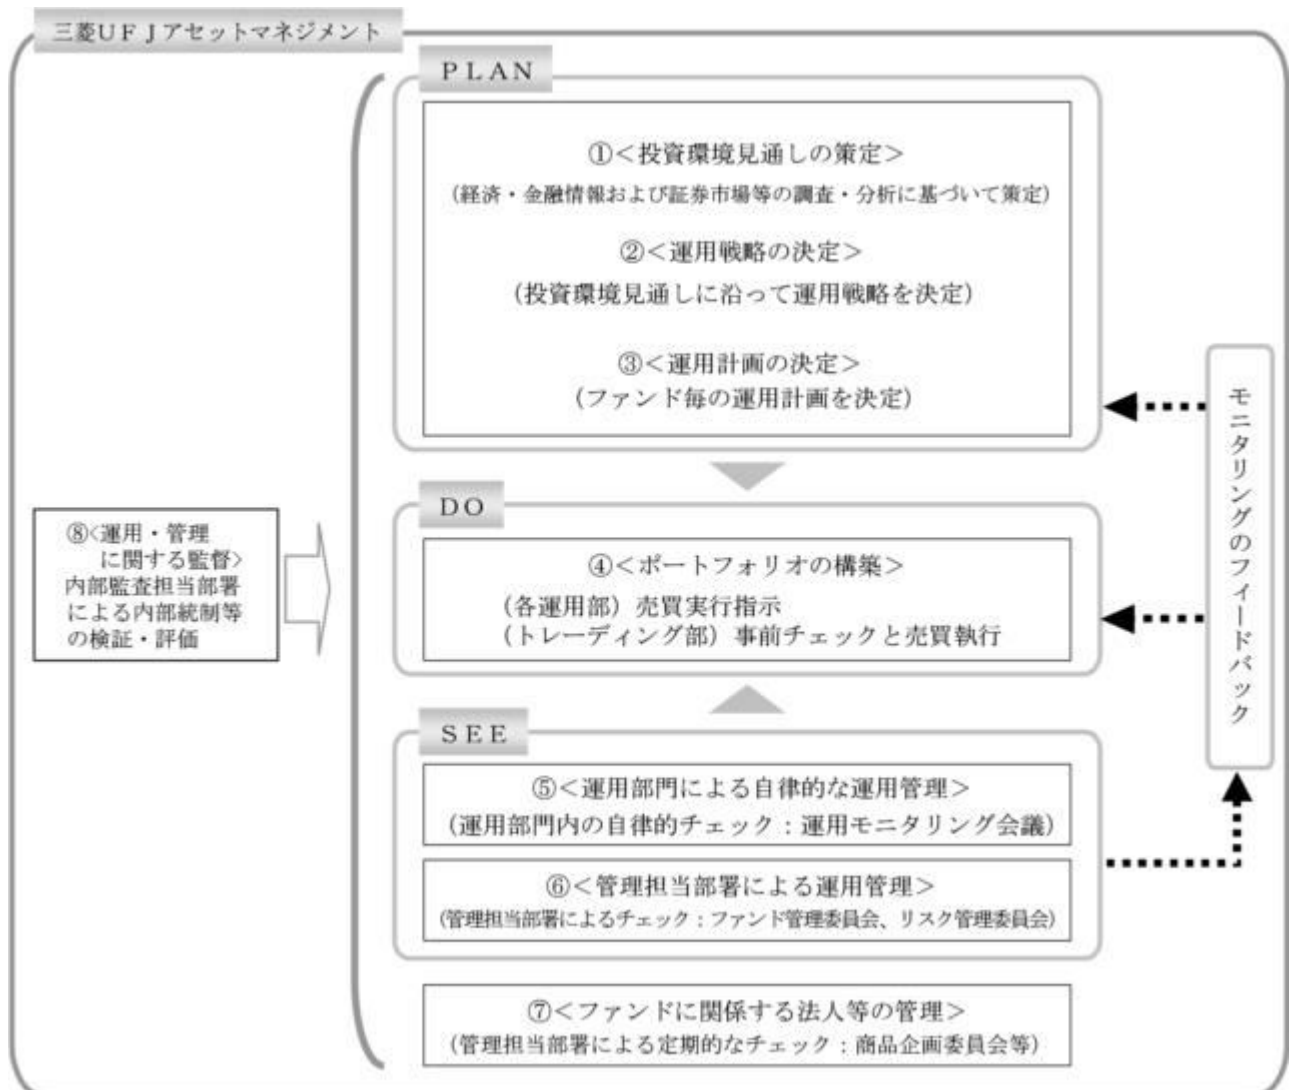 三菱UFJアセットマネジメント
PLAN
①<投資環境見通しの策定>
(経済・金融情報および証券市場等の調査・分析に基づいて策定)
②<運用戦略の決定>
(投資環境見通しに沿って運用戦略を決定)
③<運用計画の決定>
(ファンド毎の運用計画を決定)
DO
④<ポートフォリオの構築>
(各運用部)売買実行指示
(トレーディング部)事前チェックと売買執行
SEE
⑤<運用部門による自律的な運用管理>
(運用部門内の自律的チェック:運用モニタリング会議)
⑥<管理担当部署による運用管理>
(管理担当部署によるチェック:ファンド管理委員会、リスク管理委員会)
⑦<ファンドに関係する法人等の管理>
(管理担当部署による定期的なチェック:商品企画委員会等)
⑧<運用・管理
に関する監督>
内部監査担当部署
による内部統制等
の検証・評価
モニタリングのフィードバック